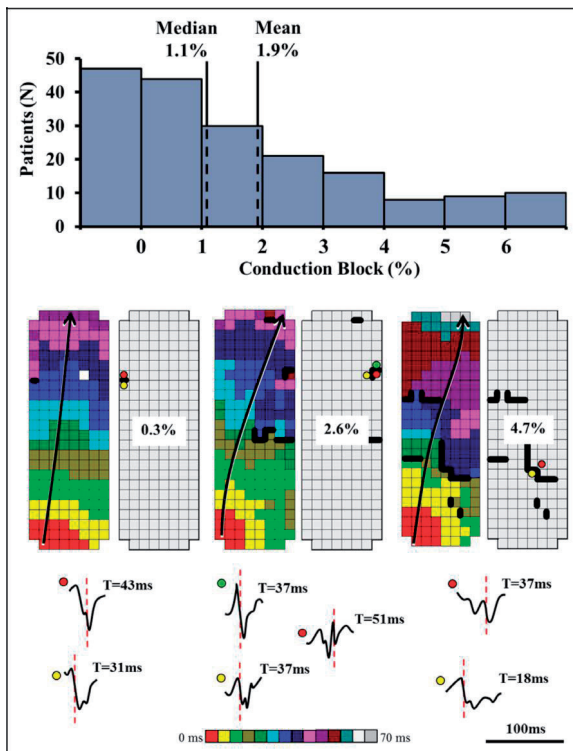 Median
1.1%
Mean
1.9%
Patients (N)
50
40
30
20
10
0
0 1 2 3 4 5 6
Conduction Block (%)
0.3%
2.6%
4.7%
T=43ms
T=37ms
T=51ms
T=37ms
T=31ms
T=37ms
T=18ms
0 ms
70 ms
100ms